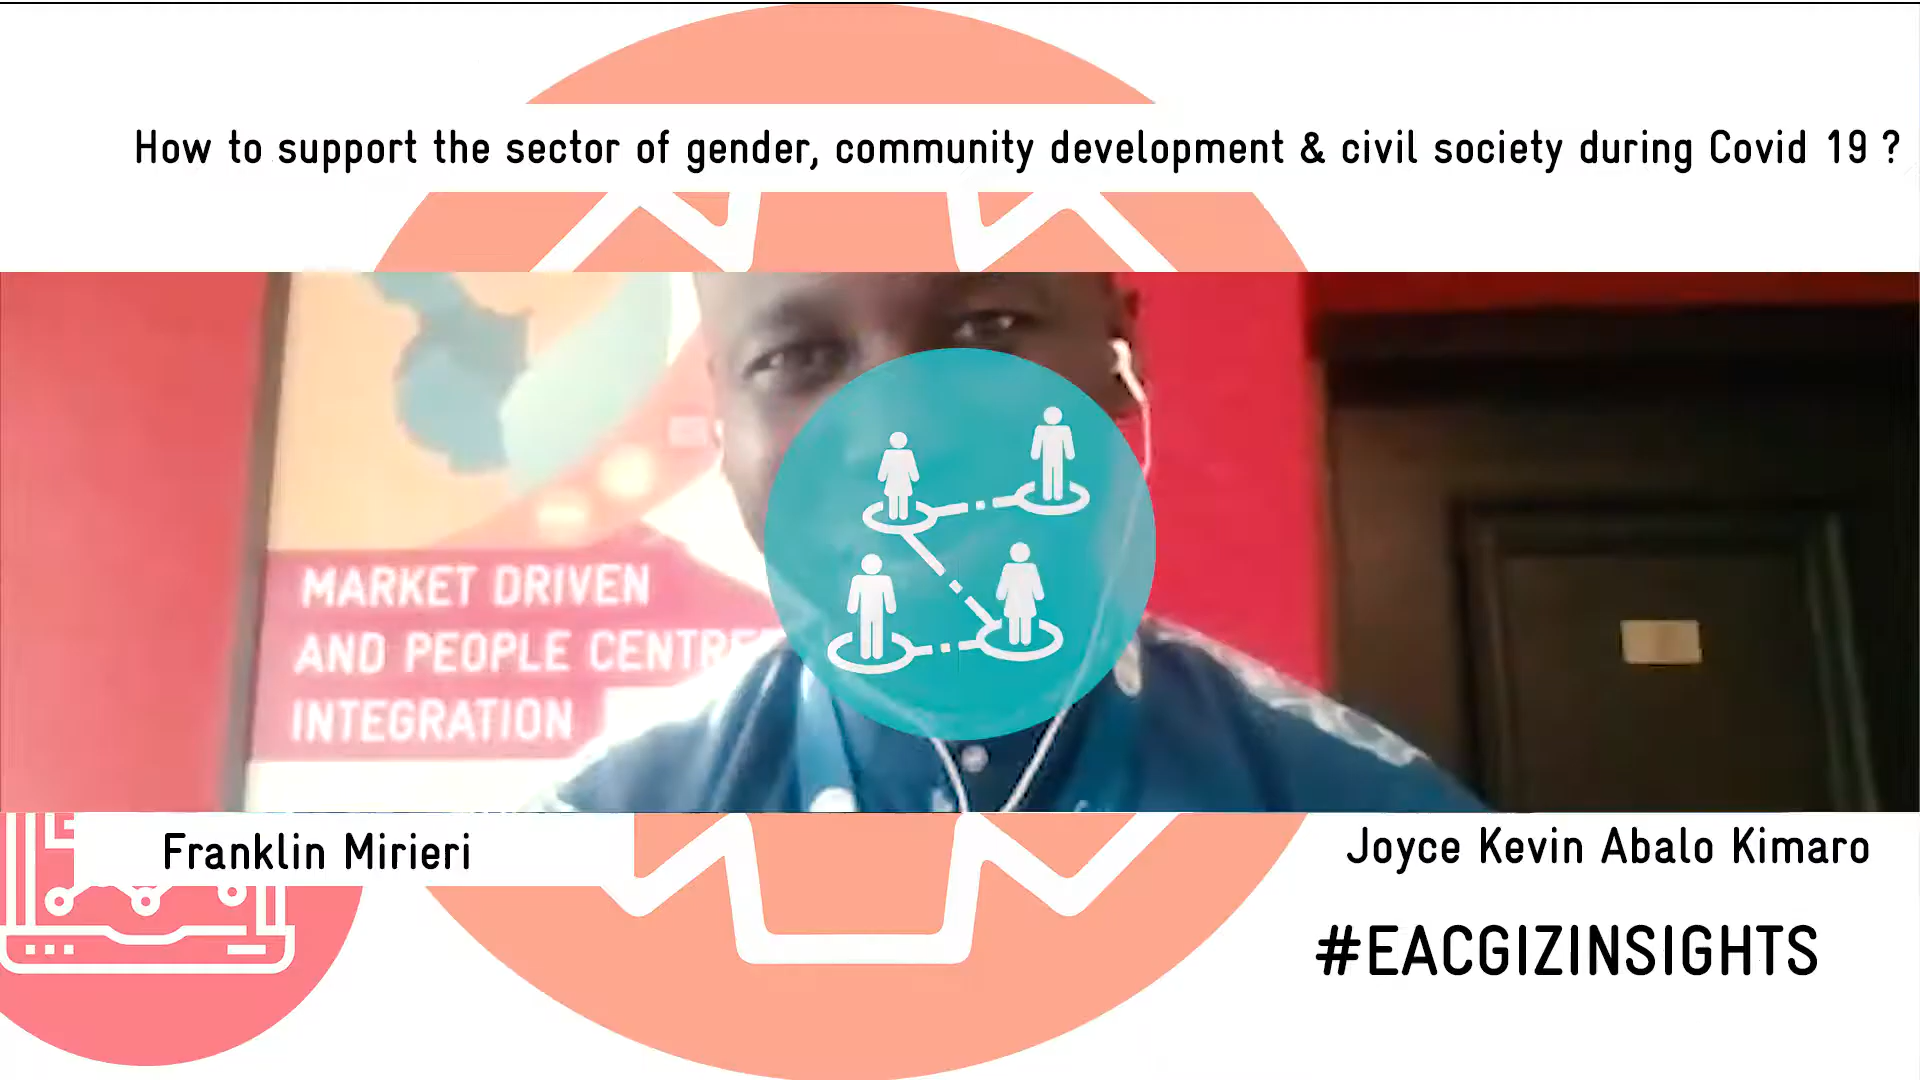 How to support the sector of gender, community development & civil society during Covid 19 ?
MARKET DRIVEN
AND PEOPLE CENTRE
INTEGRATION
Franklin Mirieri
Joyce Kevin Abalo Kimaro
#EACGIZINSIGHTS